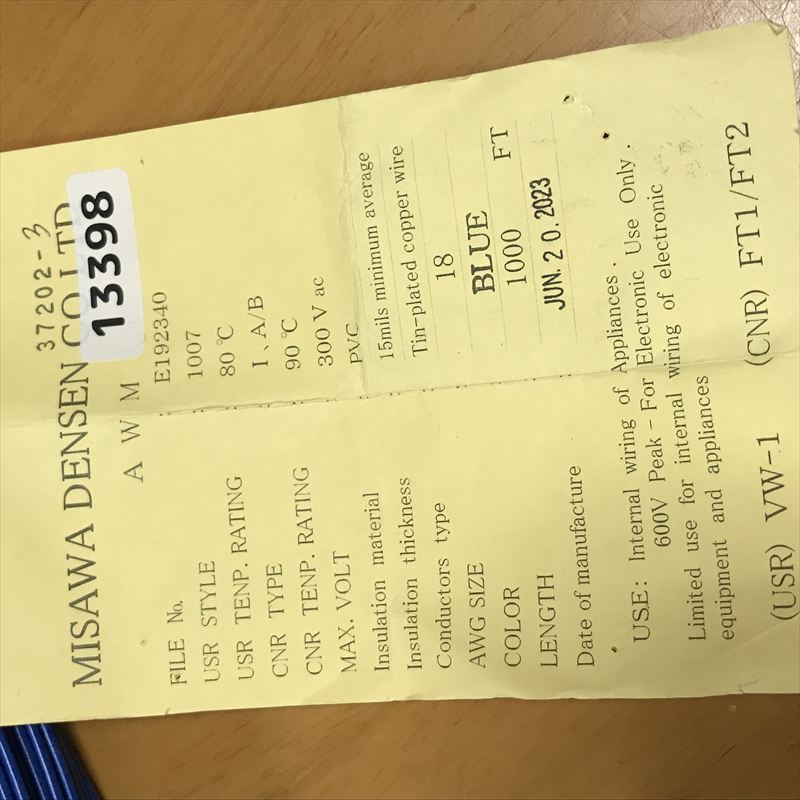 37202-3
MISAWA DENSEN CO LTD
13398
A W M
FILE No. : E192340
USR STYLE : 1007
USR TENP. RATING : 80℃
CNR TYPE : I、A/B
CNR TENP. RATING : 90℃
MAX. VOLT : 300V ac
Insulation material : PVC
Insulation thickness : 15mils minimum average
Conductors type : Tin-plated copper wire
AWG SIZE : 18
COLOR : BLUE
LENGTH : 1000 FT
Date of manufacture : JUN. 20. 2023
USE: Internal wiring of Appliances.
600V Peak-For Electronic Use Only.
Limited use for internal wiring of electronic
equipment and appliances
(USR) VW-1 (CNR) FT1/FT2